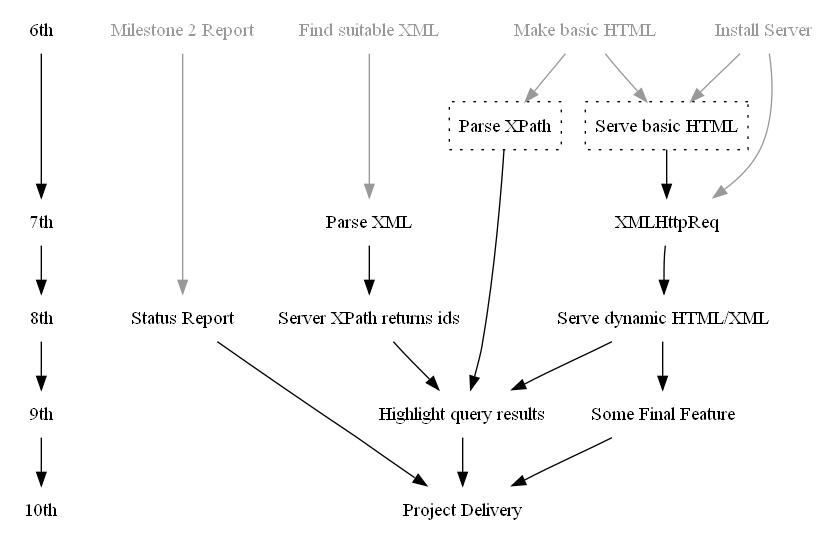 6th
Milestone 2 Report
Find suitable XML
Make basic HTML
Install Server
Parse XPath
Serve basic HTML
7th
Parse XML
XMLHttpReq
8th
Status Report
Server XPath returns ids
Serve dynamic HTML/XML
9th
Highlight query results
Some Final Feature
10th
Project Delivery